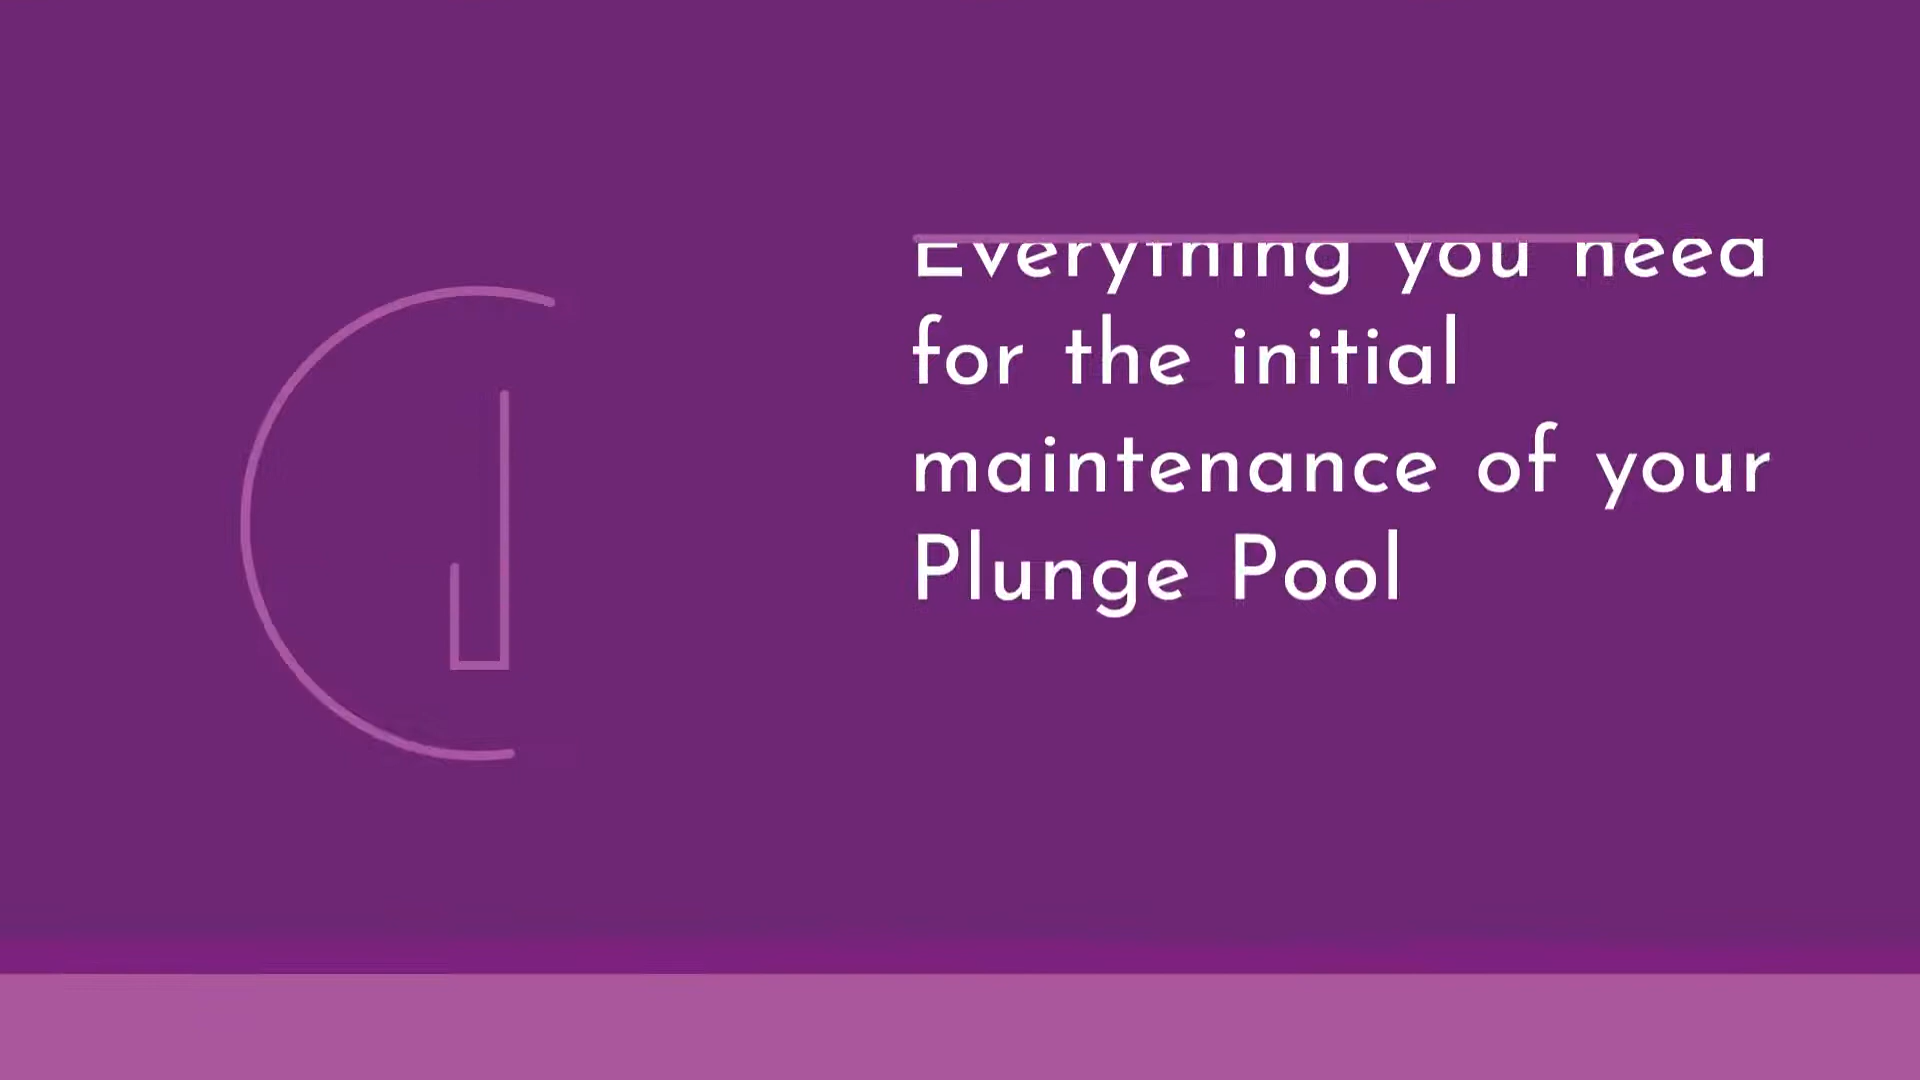 Everything you need
for the initial
maintenance of your
Plunge Pool